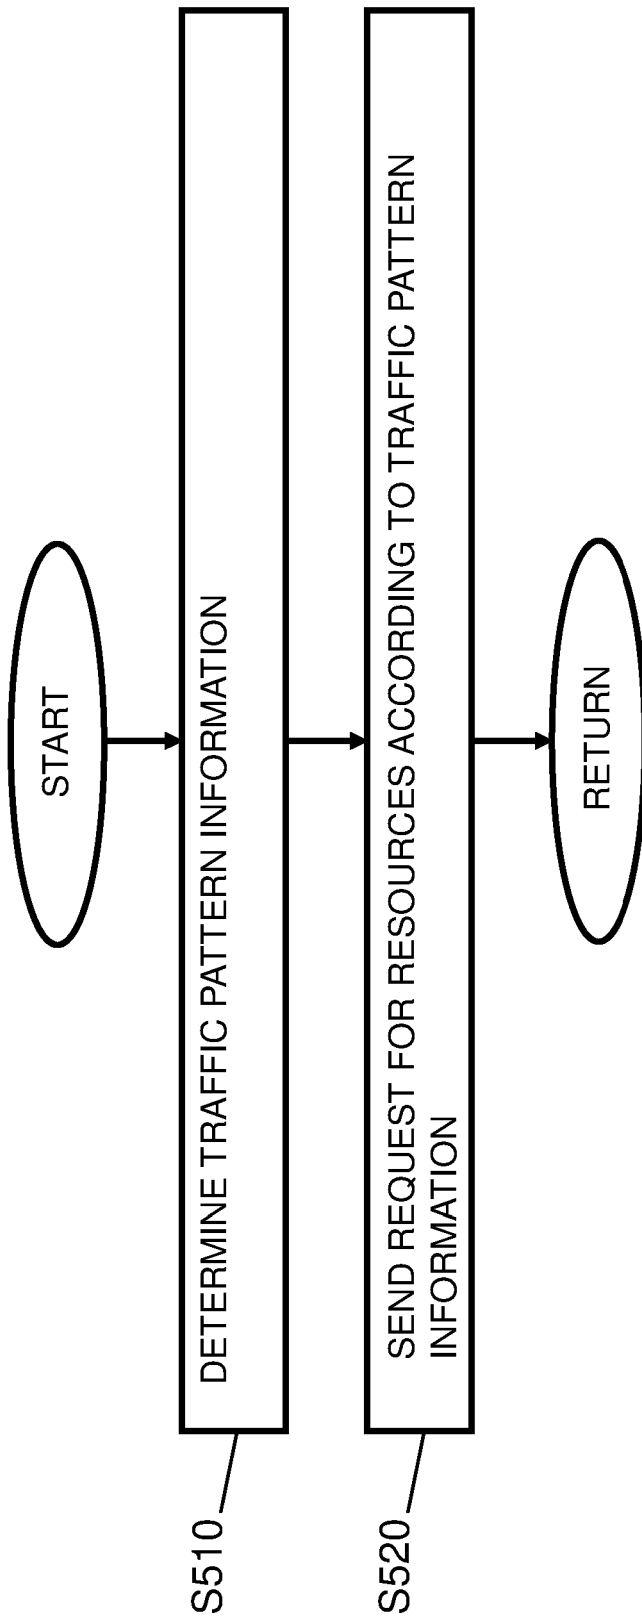 START
S510
DETERMINE TRAFFIC PATTERN INFORMATION
S520
SEND REQUEST FOR RESOURCES ACCORDING TO TRAFFIC PATTERN
INFORMATION
RETURN